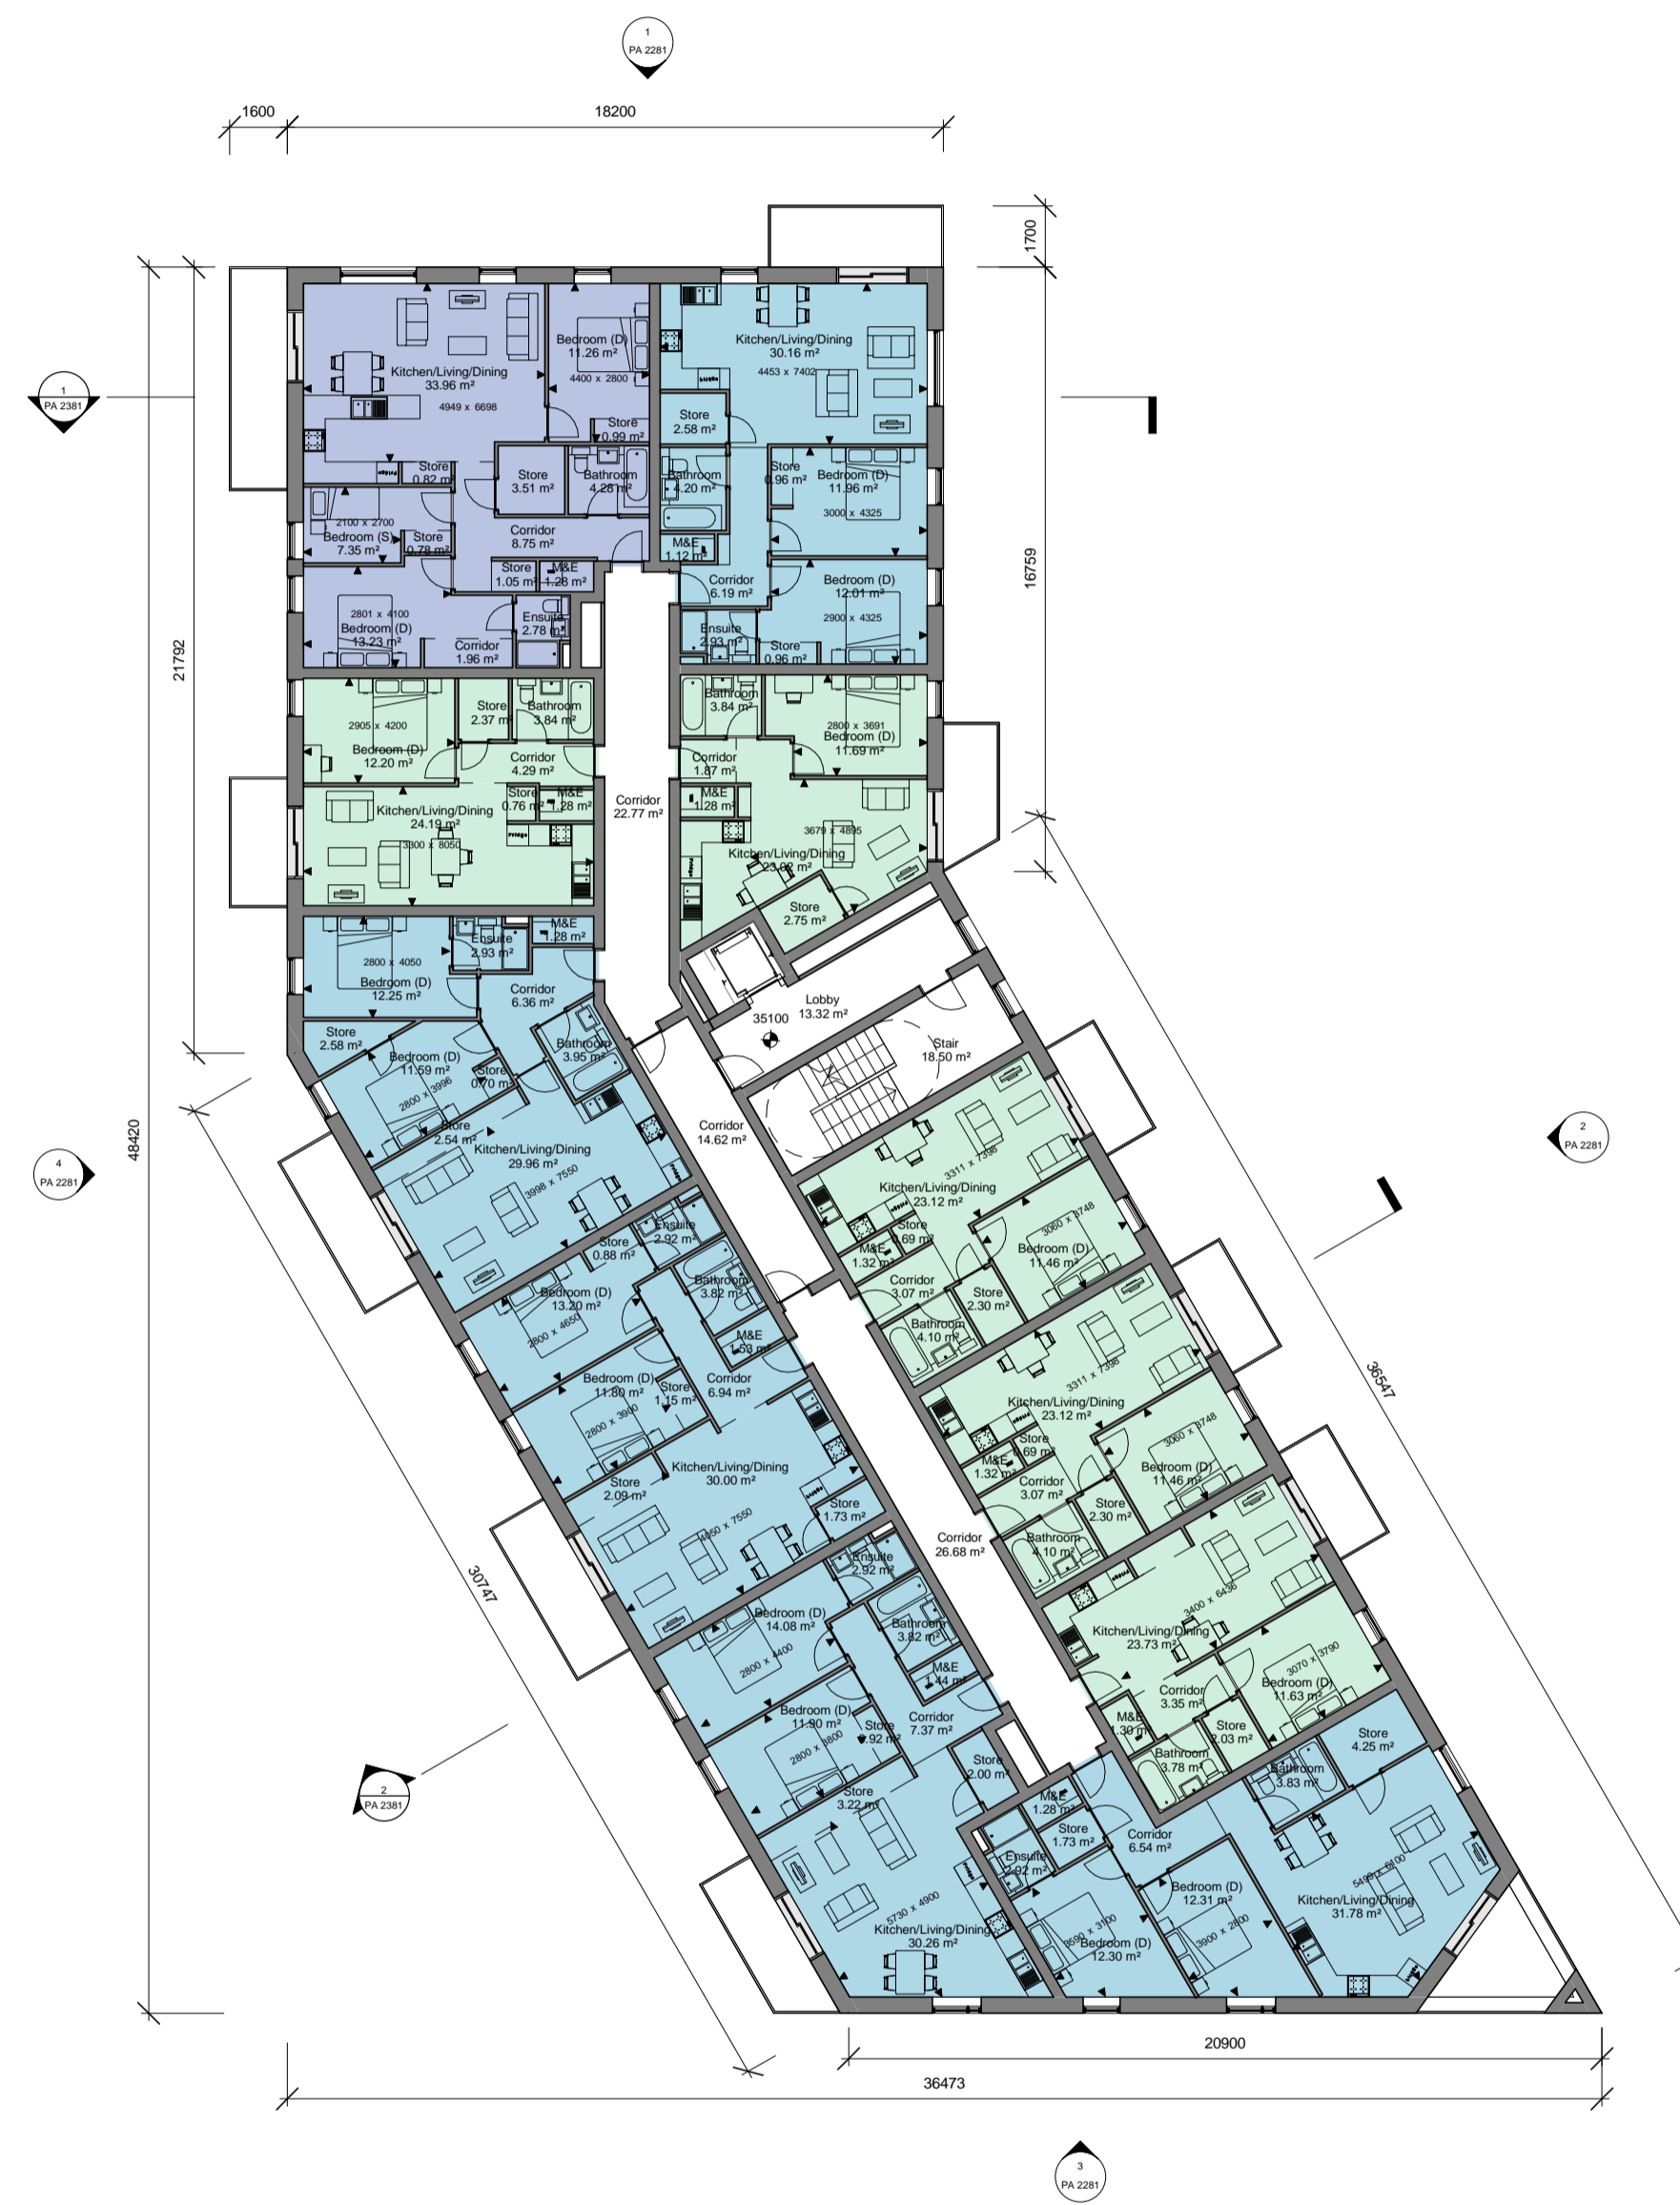 1
PA 2281
1600
18200
1700
Kitchen/Living/Dining
33.96 m²
4949 x 6698
Bedroom (D)
11.26 m²
4400 x 2800
Store
0.99 m²
Kitchen/Living/Dining
30.16 m²
4453 x 7402
Fridge
Store
2.58 m²
1
PA 2381
Fridge
Store
0.82 m²
Store
3.51 m²
Bathroom
4.28 m²
Bathroom
4.20 m²
Store
0.96 m²
Bedroom (D)
11.96 m²
3000 x 4325
2100 x 2700
Bedroom (S)
7.35 m²
Store
0.78 m²
Corridor
8.75 m²
M&E
1.12 m²
Store
1.05 m²
M&E
1.28 m²
Corridor
6.19 m²
Bedroom (D)
12.01 m²
2900 x 4325
2801 x 4100
Bedroom (D)
13.23 m²
Ensuite
2.78 m²
Corridor
1.96 m²
Ensuite
2.93 m²
Store
0.96 m²
16759
21792
2905 x 4200
Bedroom (D)
12.20 m²
Store
2.37 m²
Bathroom
3.84 m²
Corridor
4.29 m²
Bathroom
3.84 m²
2800 x 3691
Bedroom (D)
11.69 m²
Corridor
1.87 m²
Kitchen/Living/Dining
24.19 m²
3300 x 8050
Store
0.76 m²
M&E
1.28 m²
Fridge
Corridor
22.77 m²
M&E
1.28 m²
3679 x 4895
Kitchen/Living/Dining
23.02 m²
Fridge
Store
2.75 m²
2800 x 4050
Bedroom (D)
12.25 m²
Ensuite
2.93 m²
M&E
1.28 m²
Corridor
6.36 m²
Lobby
13.32 m²
35100
Stair
18.50 m²
Store
2.58 m²
Bedroom (D)
11.59 m²
2800 x 3996
Store
0.70 m²
Bathroom
3.95 m²
Store
2.54 m²
Kitchen/Living/Dining
29.96 m²
3998 x 7550
Fridge
Corridor
14.62 m²
48420
4
PA 2281
2
PA 2281
3311 x 7398
Kitchen/Living/Dining
23.12 m²
Fridge
Store
0.69 m²
M&E
1.32 m²
3060 x 3748
Bedroom (D)
11.46 m²
Corridor
3.07 m²
Store
2.30 m²
Bathroom
4.10 m²
Ensuite
2.92 m²
Store
0.88 m²
Bedroom (D)
13.20 m²
2800 x 4650
Bathroom
3.82 m²
M&E
1.53 m²
Bedroom (D)
11.80 m²
2800 x 3900
Store
1.15 m²
Corridor
6.94 m²
3311 x 7398
Kitchen/Living/Dining
23.12 m²
Fridge
Store
0.69 m²
M&E
1.32 m²
3060 x 3748
Bedroom (D)
11.46 m²
Corridor
3.07 m²
Store
2.30 m²
Bathroom
4.10 m²
36547
Kitchen/Living/Dining
30.00 m²
Store
2.09 m²
4050 x 7550
Fridge
Store
1.73 m²
Corridor
26.68 m²
30747
Ensuite
2.92 m²
Bedroom (D)
14.08 m²
2800 x 4400
Bathroom
3.82 m²
M&E
1.44 m²
Fridge
3400 x 6436
Kitchen/Living/Dining
23.73 m²
3070 x 3790
Bedroom (D)
11.63 m²
Corridor
3.35 m²
M&E
1.30 m²
Store
2.03 m²
Bathroom
3.78 m²
Bedroom (D)
11.90 m²
2800 x 3800
Store
0.92 m²
Corridor
7.37 m²
Store
2.00 m²
Store
3.22 m²
Store
4.25 m²
Bathroom
3.83 m²
2
PA 2381
M&E
1.28 m²
Store
1.73 m²
Corridor
6.54 m²
Ensuite
2.92 m²
Fridge
5730 x 4900
Kitchen/Living/Dining
30.26 m²
3590 x 3100
Bedroom (D)
12.30 m²
Bedroom (D)
12.31 m²
3900 x 2800
5499 x 6100
Kitchen/Living/Dining
31.78 m²
Fridge
20900
36473
3
PA 2281